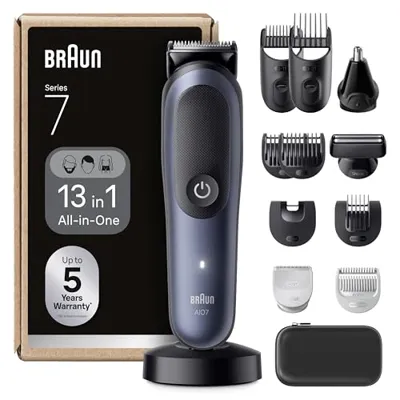 BRAUN
Series
7
13 in 1
All-in-One
Up to
5
Years
Warranty*
BRAUN
AIO7